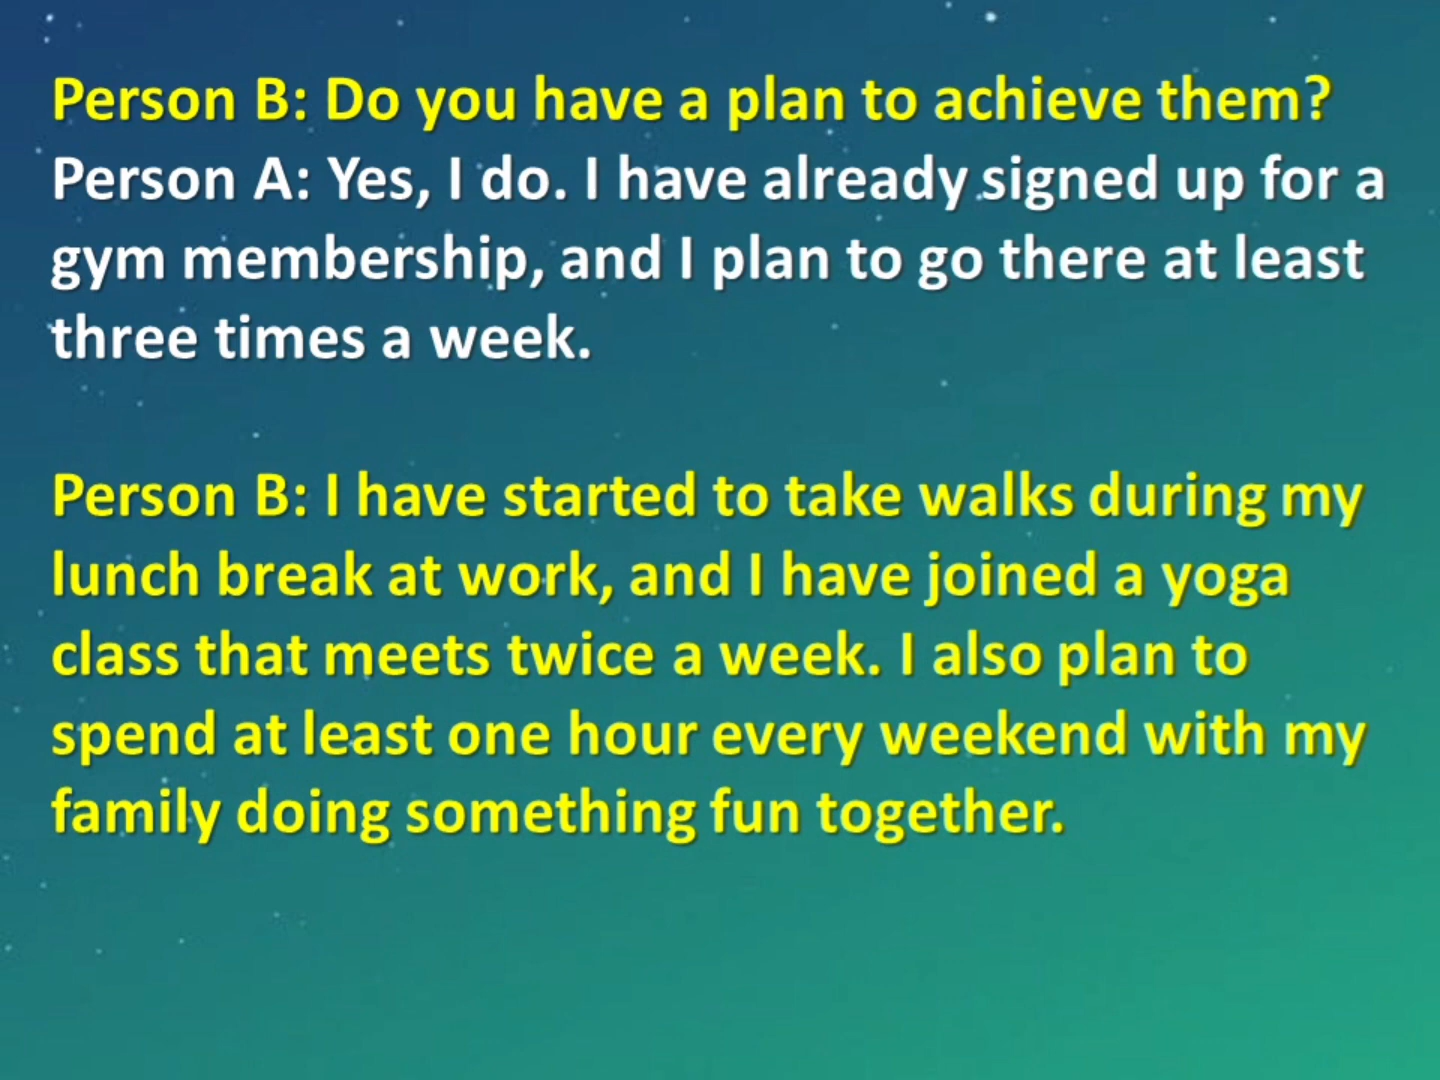 Person B: Do you have a plan to achieve them?
Person A: Yes, I do. I have already signed up for a
gym membership, and I plan to go there at least
three times a week.
Person B: I have started to take walks during my
lunch break at work, and I have joined a yoga
class that meets twice a week. I also plan to
spend at least one hour every weekend with my
family doing something fun together.